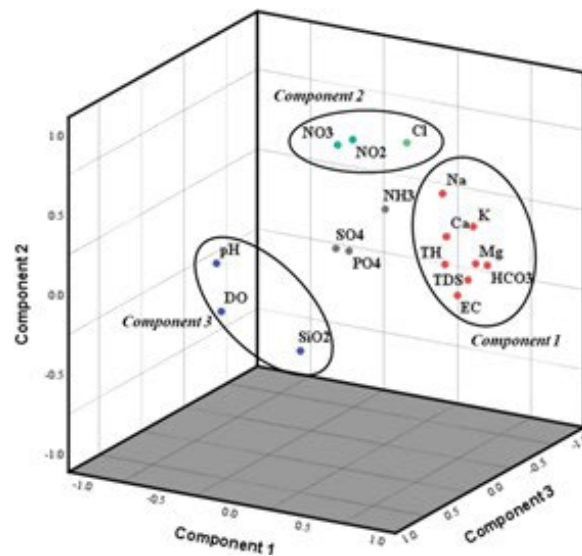 Component 2
NO3
NO2
Cl
NH3
Na
K
Ca
SO4
PO4
TH
Mg
HCO3
TDS
EC
Component 1
pH
DO
SiO2
Component 3
Component 2
1.0
0.5
0.0
-0.5
-1.0
-1.0
-0.5
0.0
0.5
1.0
Component 1
1.0
0.5
0.0
-0.5
-1.0
Component 3